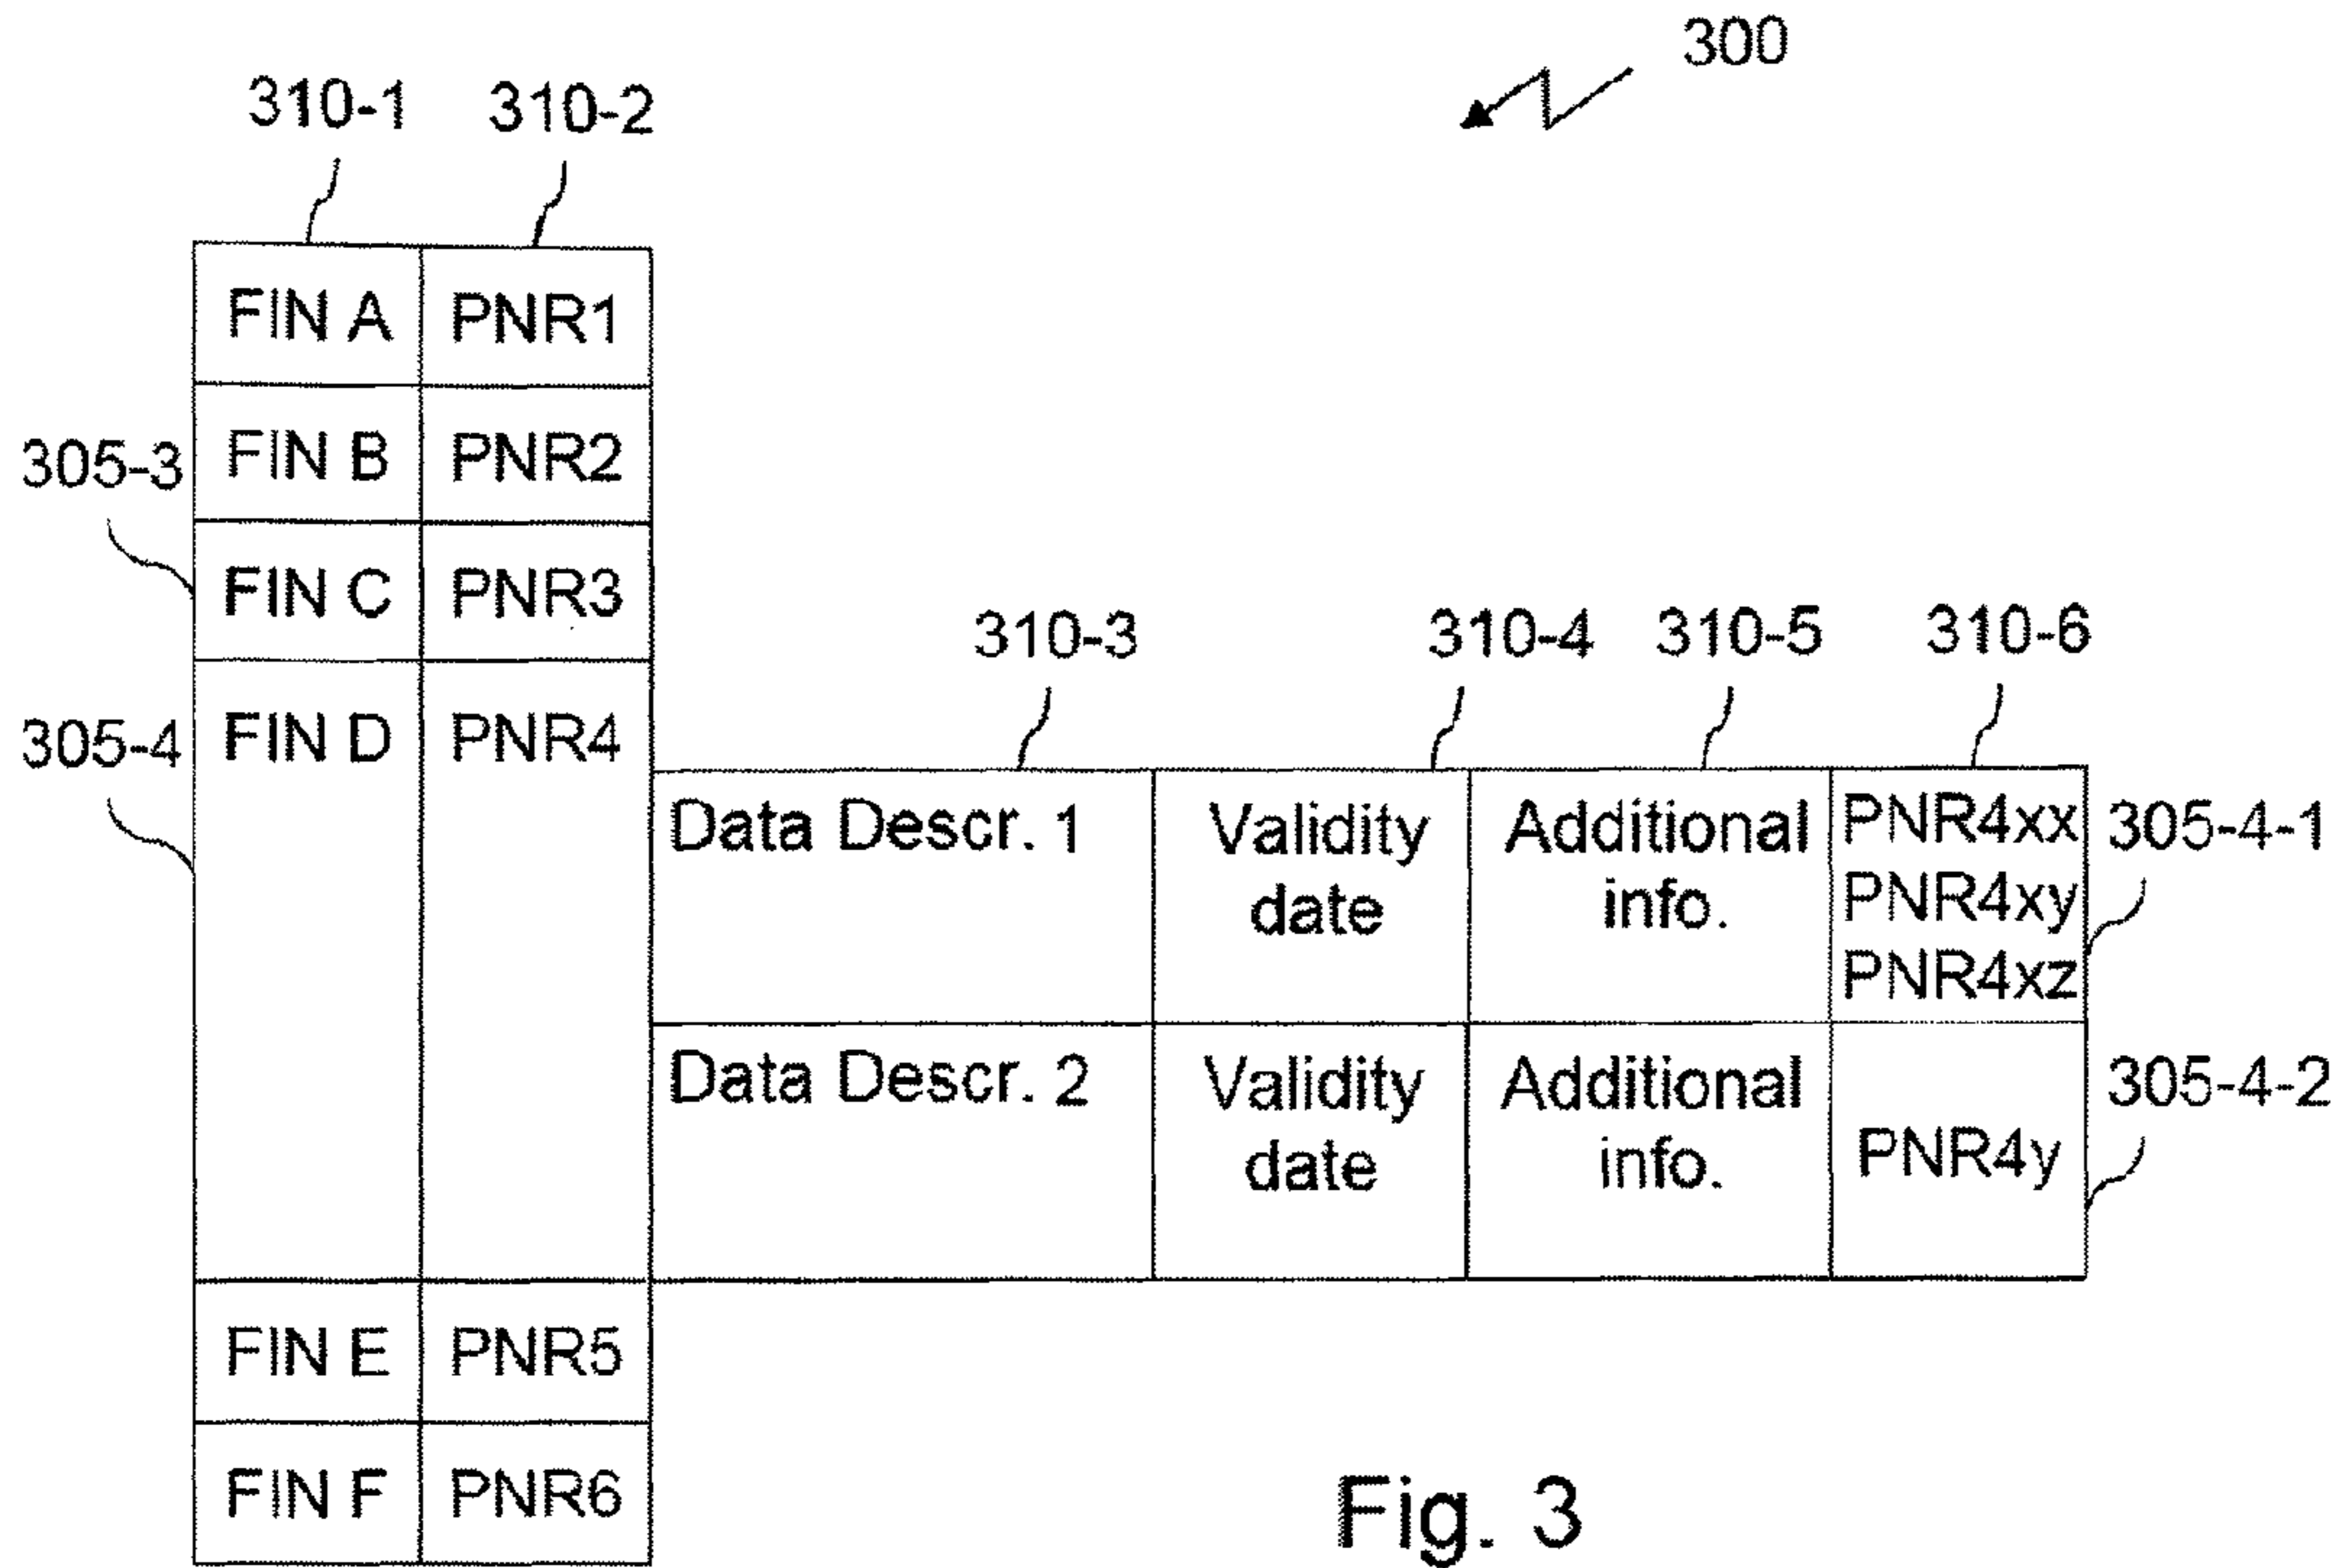 300
310-1 310-2
FIN A PNR1
305-3 FIN B PNR2
FIN C PNR3
310-3 310-4 310-5 310-6
305-4 FIN D PNR4
Data Descr. 1 Validity date Additional info. PNR4xx PNR4xy PNR4xz 305-4-1
Data Descr. 2 Validity date Additional info. PNR4y 305-4-2
FIN E PNR5
FIN F PNR6
Fig. 3